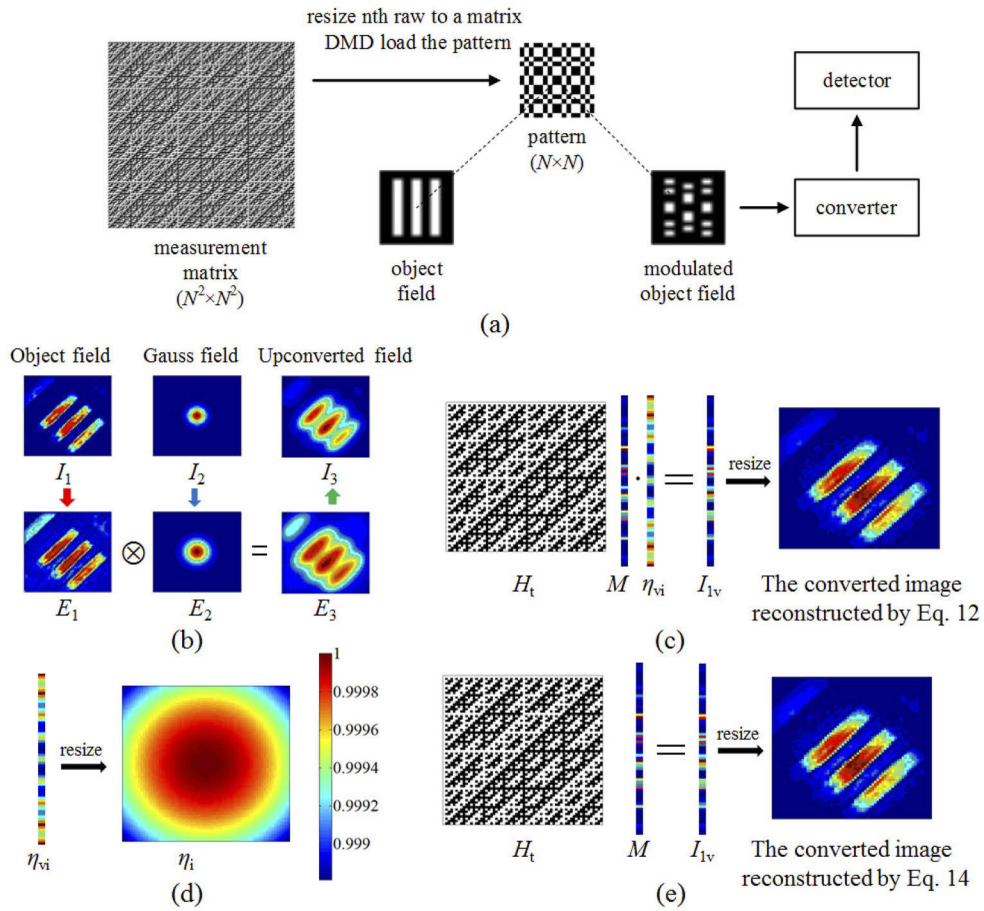 resize nth raw to a matrix
DMD load the pattern
detector
pattern
(N×N)
converter
measurement
matrix
(N²×N²)
object
field
modulated
object field
(a)
Object field
Gauss field
Upconverted field
I₁
I₂
I₃
⊗
=
E₁
E₂
E₃
(b)
·
=
resize
Hₜ
M
ηᵥᵢ
I₁ᵥ
The converted image
reconstructed by Eq. 12
(c)
resize
1
0.9998
0.9996
0.9994
0.9992
0.999
ηᵥᵢ
ηᵢ
(d)
=
resize
Hₜ
M
I₁ᵥ
The converted image
reconstructed by Eq. 14
(e)